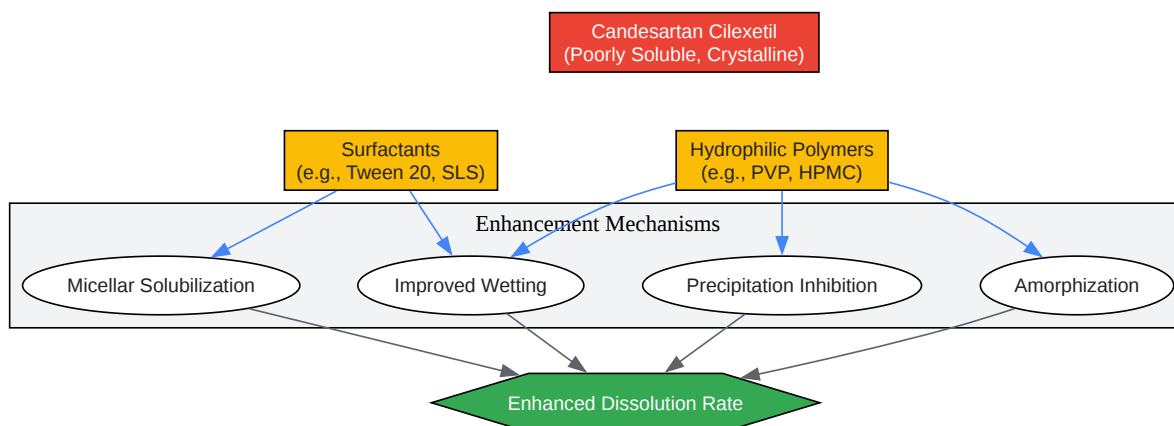 Candesartan Cilexetil
(Poorly Soluble, Crystalline)
Surfactants
(e.g., Tween 20, SLS)
Hydrophilic Polymers
(e.g., PVP, HPMC)
Enhancement Mechanisms
Micellar Solubilization
Improved Wetting
Precipitation Inhibition
Amorphization
Enhanced Dissolution Rate